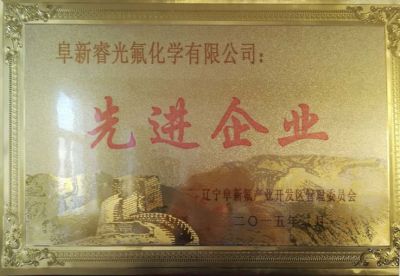 阜新睿光氟化学有限公司：
先进企业
辽宁阜新氟产业开发区管理委员会
二〇一五年 月